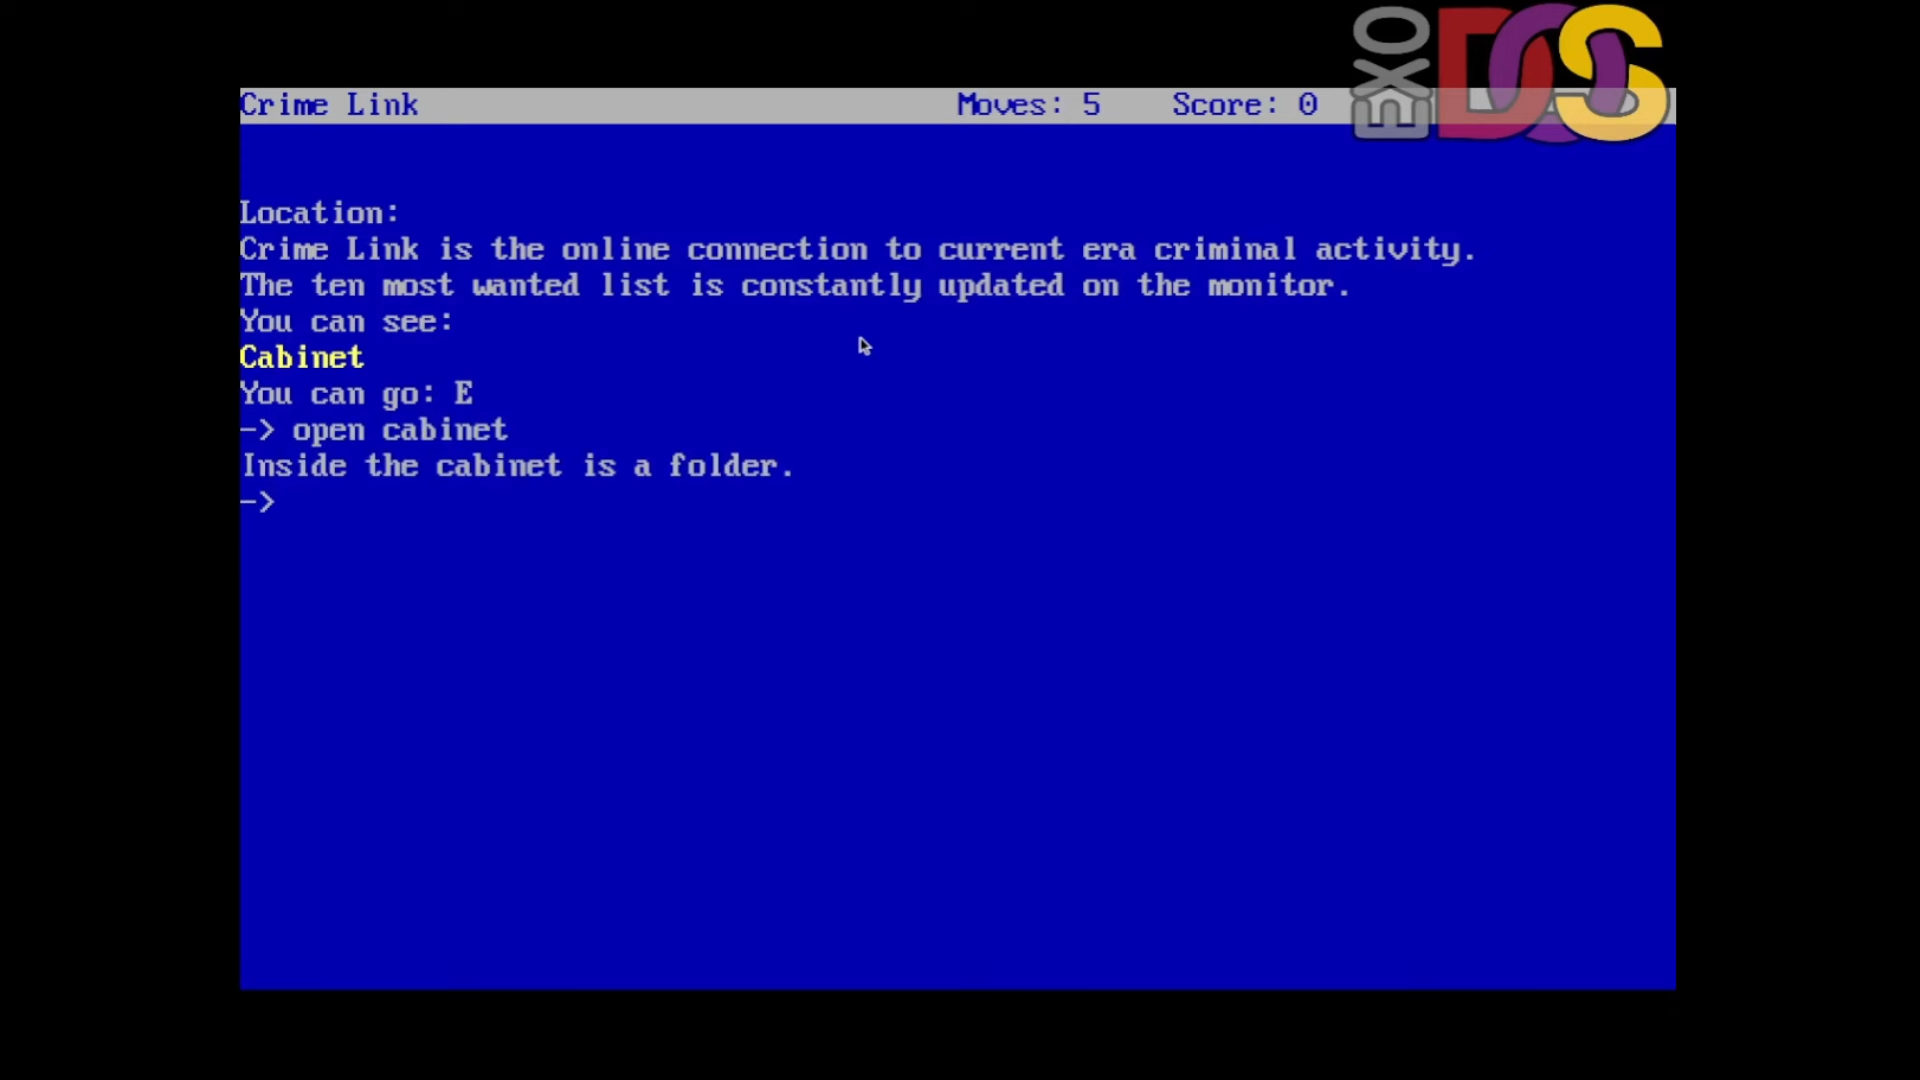 EXO DOS
Crime Link Moves: 5 Score: 0
Location:
Crime Link is the online connection to current era criminal activity.
The ten most wanted list is constantly updated on the monitor.
You can see:
Cabinet
You can go: E
-> open cabinet
Inside the cabinet is a folder.
->